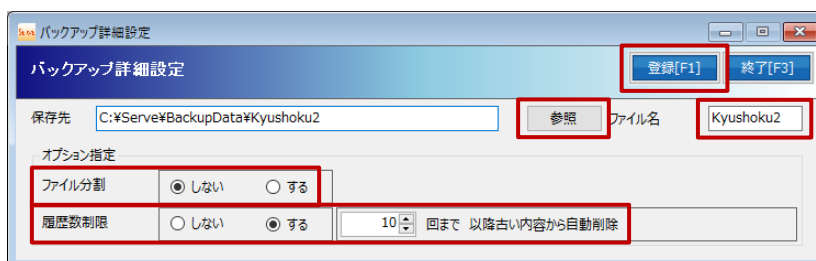 バックアップ詳細設定
バックアップ詳細設定 登録[F1] 終了[F3]
保存先 C:¥Serve¥BackupData¥Kyushoku2 参照 ファイル名 Kyushoku2
オプション指定
ファイル分割 しない する
履歴数制限 しない する 10 回まで 以降古い内容から自動削除